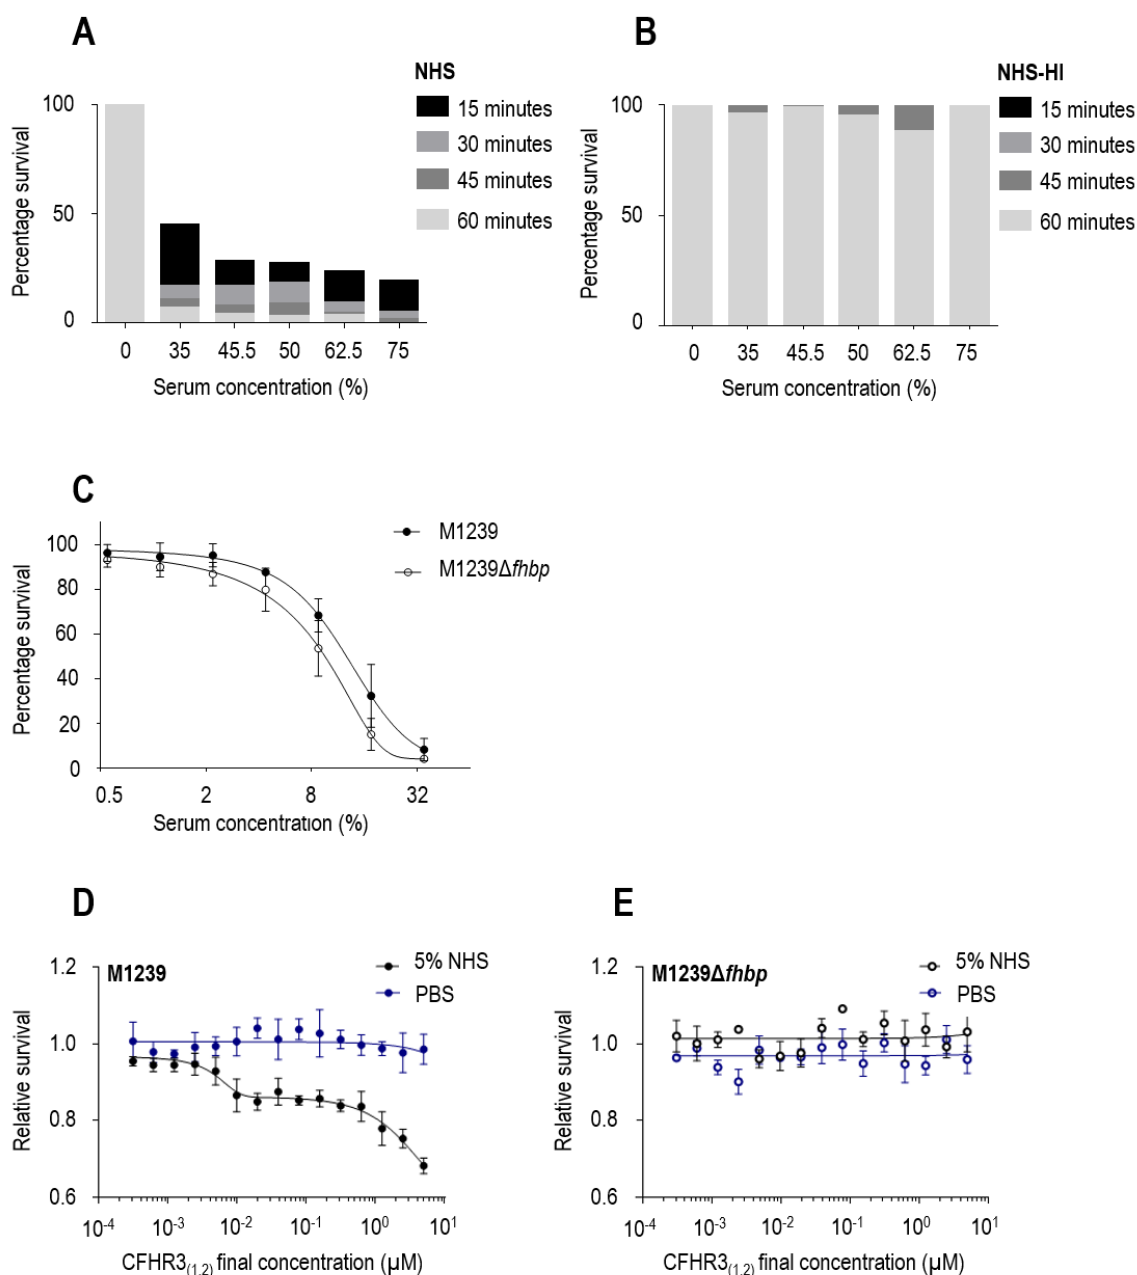 A
NHS
15 minutes
30 minutes
45 minutes
60 minutes
Percentage survival
100
50
0
0 35 45.5 50 62.5 75
Serum concentration (%)
B
NHS-HI
15 minutes
30 minutes
45 minutes
60 minutes
Percentage survival
100
50
0
0 35 45.5 50 62.5 75
Serum concentration (%)
C
M1239
M1239Δfhbp
Percentage survival
100
80
60
40
20
0
0.5 2 8 32
Serum concentration (%)
D
M1239
5% NHS
PBS
Relative survival
1.2
1.0
0.8
0.6
10⁻⁴ 10⁻³ 10⁻² 10⁻¹ 10⁰ 10¹
CFHR3₍₁,₂₎ final concentration (µM)
E
M1239Δfhbp
5% NHS
PBS
Relative survival
1.2
1.0
0.8
0.6
10⁻⁴ 10⁻³ 10⁻² 10⁻¹ 10⁰ 10¹
CFHR3₍₁,₂₎ final concentration (µM)